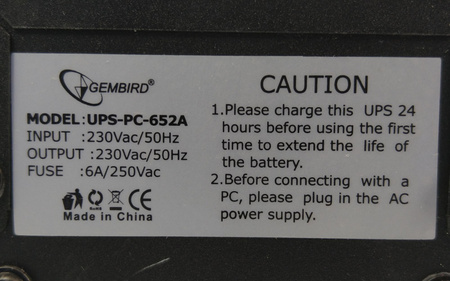 GEMBIRD®
MODEL:UPS-PC-652A
INPUT :230Vac/50Hz
OUTPUT :230Vac/50Hz
FUSE :6A/250Vac
RoHS CE
Made in China
CAUTION
1.Please charge this UPS 24
hours before using the first
time to extend the life of
the battery.
2.Before connecting with a
PC, please plug in the AC
power supply.